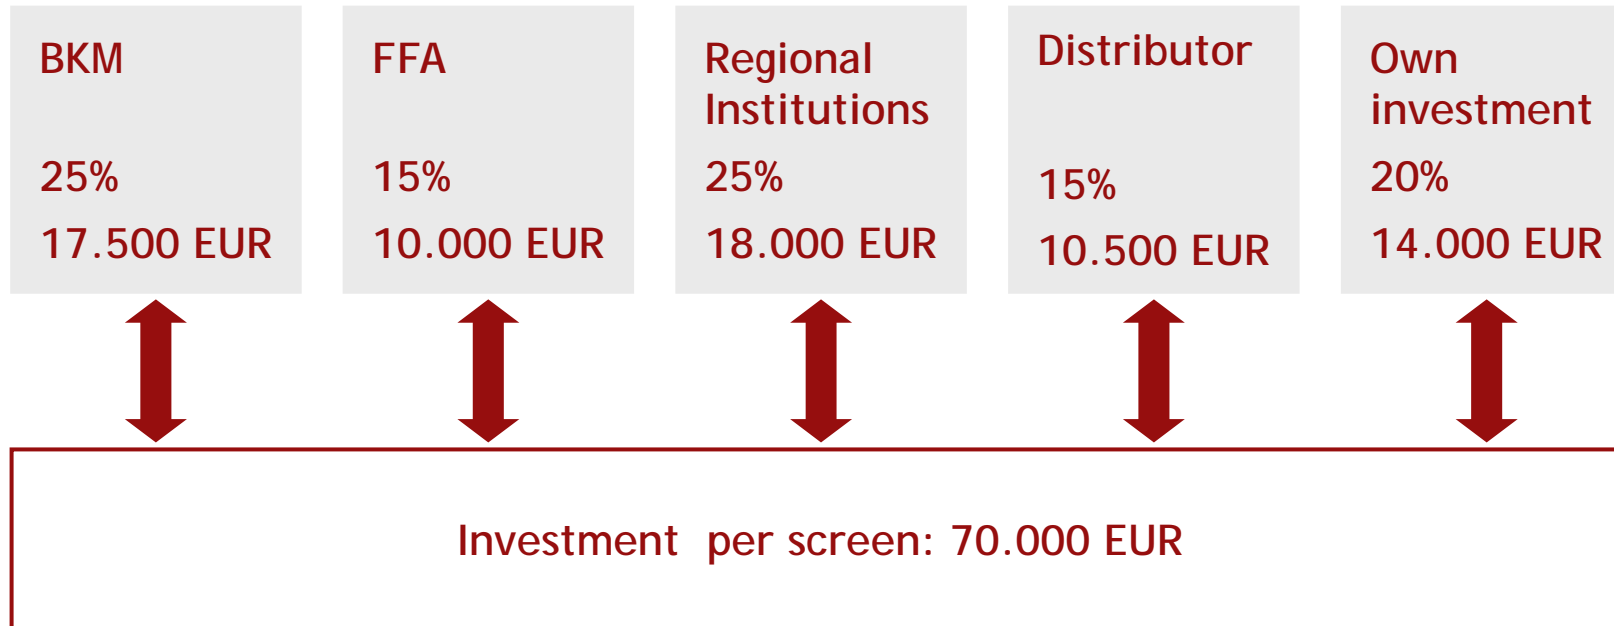 BKM
25%
17.500 EUR
FFA
15%
10.000 EUR
Regional
Institutions
25%
18.000 EUR
Distributor
15%
10.500 EUR
Own
investment
20%
14.000 EUR
Investment per screen: 70.000 EUR